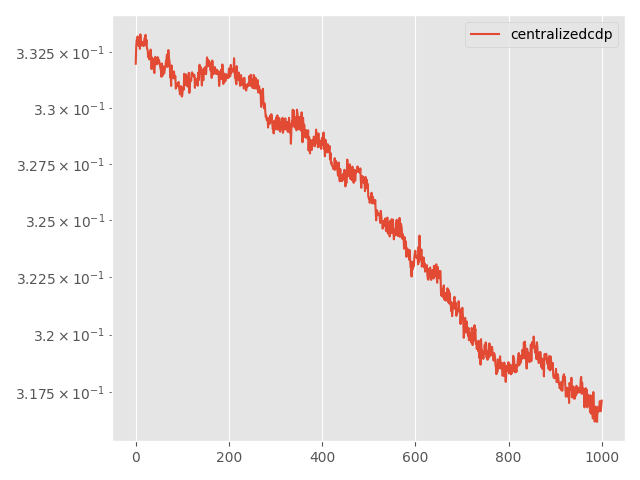 centralizedcdp
3.325 × 10⁻¹
3.3 × 10⁻¹
3.275 × 10⁻¹
3.25 × 10⁻¹
3.225 × 10⁻¹
3.2 × 10⁻¹
3.175 × 10⁻¹
0 200 400 600 800 1000